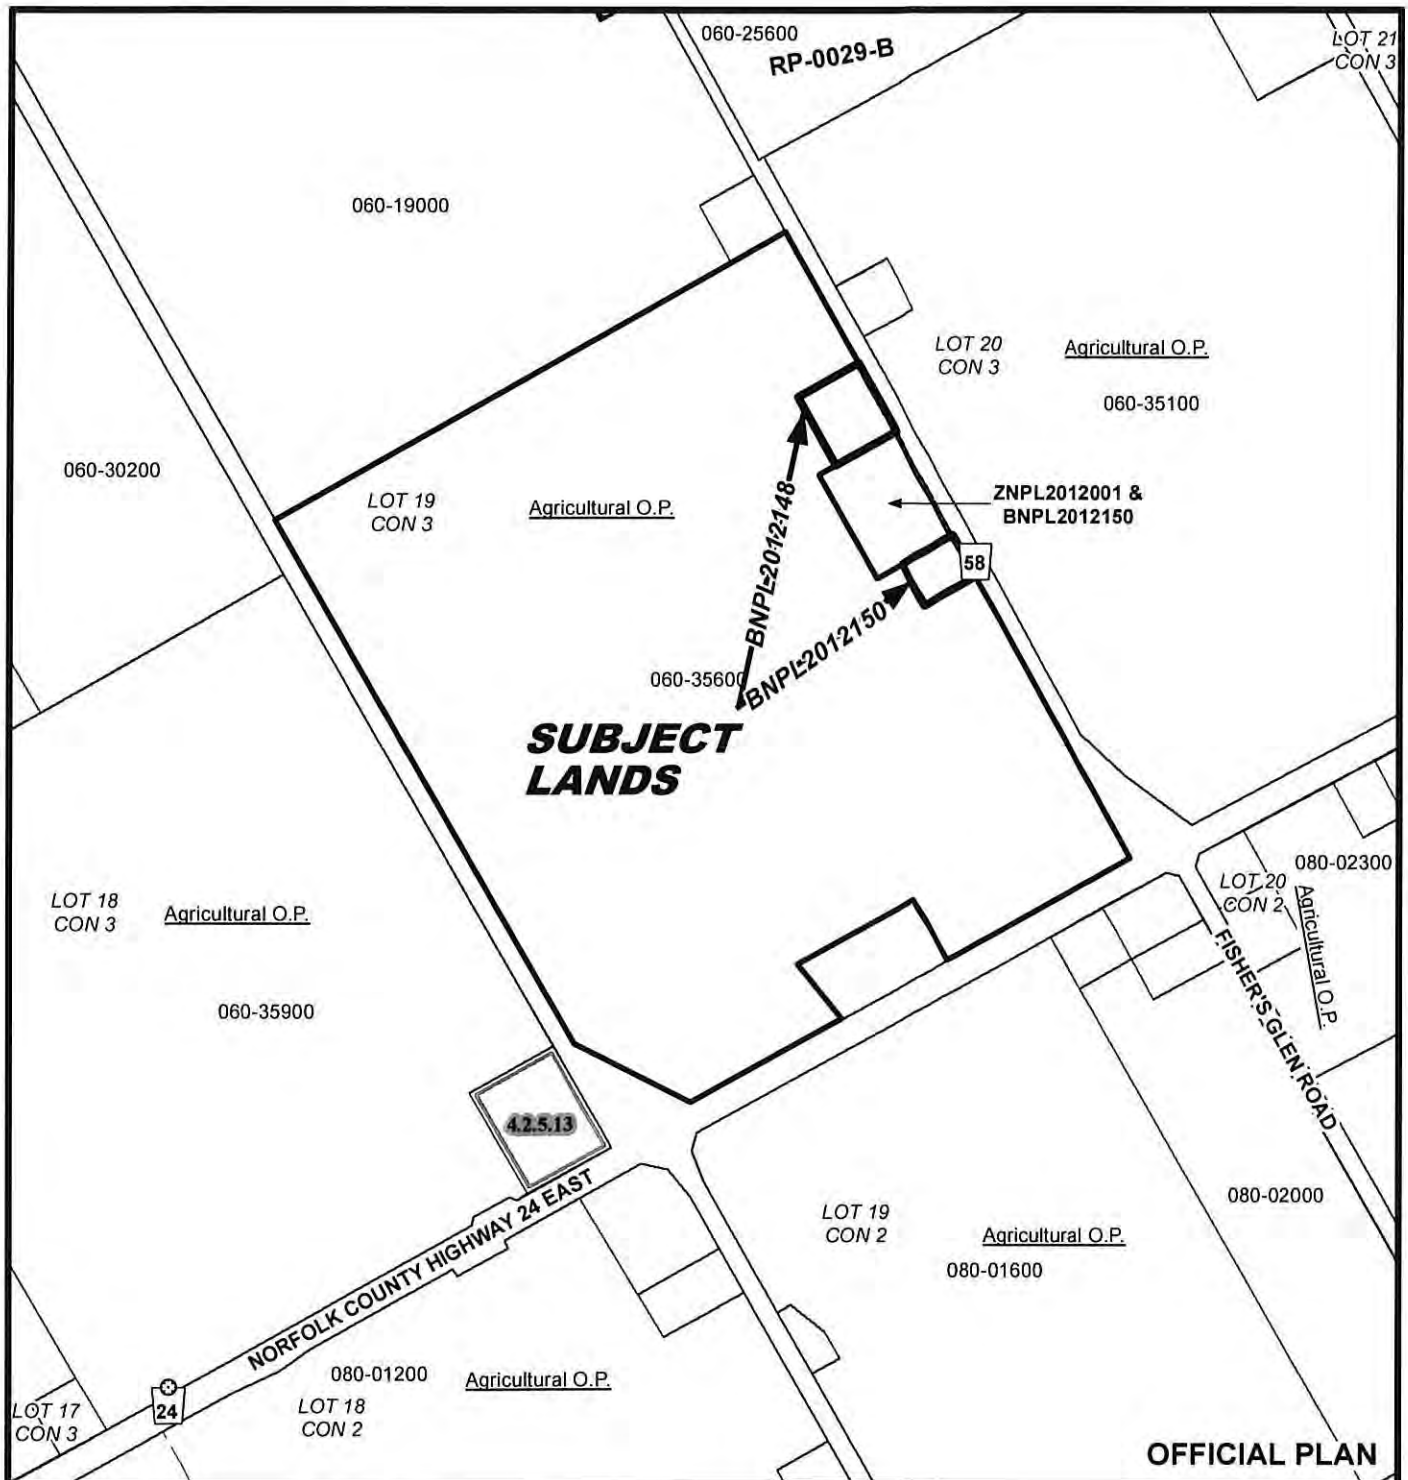 060-25600
RP-0029-B
LOT 21
CON 3
060-19000
LOT 20
CON 3
Agricultural O.P.
060-35100
060-30200
LOT 19
CON 3
Agricultural O.P.
ZNPL2012001 &
BNPL2012150
58
BNPL2012148
BNPL2012150
060-35600
SUBJECT
LANDS
080-02300
LOT 20
CON 2
Agricultural O.P.
LOT 18
CON 3
Agricultural O.P.
FISHER'S GLEN ROAD
060-35900
4.2.5.13
080-02000
LOT 19
CON 2
Agricultural O.P.
080-01600
NORFOLK COUNTY HIGHWAY 24 EAST
080-01200
Agricultural O.P.
24
LOT 17
CON 3
LOT 18
CON 2
OFFICIAL PLAN